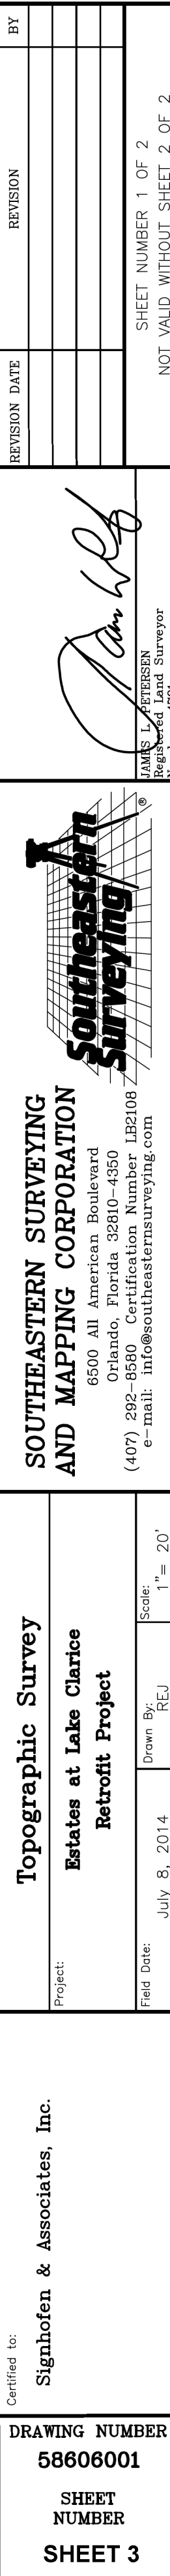 BY
REVISION
REVISION DATE
SHEET NUMBER 1 OF 2
NOT VALID WITHOUT SHEET 2 OF 2
JAMES L. PETERSEN
Registered Land Surveyor
Southeastern
Surveying
®
SOUTHEASTERN SURVEYING
AND MAPPING CORPORATION
6500 All American Boulevard
Orlando, Florida 32810-4350
(407) 292-8580 Certification Number LB2108
e-mail: info@southeasternsurveying.com
Topographic Survey
Project:
Estates at Lake Clarice
Retrofit Project
Field Date:
July 8, 2014
Drawn By:
REJ
Scale:
1"= 20'
Certified to:
Signhofen & Associates, Inc.
DRAWING NUMBER
58606001
SHEET
NUMBER
SHEET 3